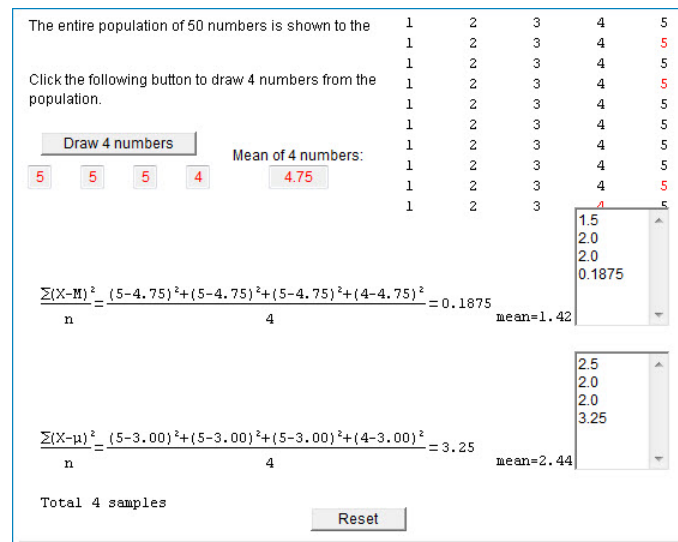 The entire population of 50 numbers is shown to the
1 2 3 4 5
1 2 3 4 5
1 2 3 4 5
1 2 3 4 5
1 2 3 4 5
1 2 3 4 5
1 2 3 4 5
1 2 3 4 5
1 2 3 4 5
1 2 3 4 5
Click the following button to draw 4 numbers from the
population.
Draw 4 numbers
Mean of 4 numbers:
5 5 5 4 4.75
1.5
2.0
2.0
0.1875
Σ(X-M)²/n = (5-4.75)²+(5-4.75)²+(5-4.75)²+(4-4.75)²/4 = 0.1875
mean=1.42
2.5
2.0
2.0
3.25
Σ(X-μ)²/n = (5-3.00)²+(5-3.00)²+(5-3.00)²+(4-3.00)²/4 = 3.25
mean=2.44
Total 4 samples
Reset